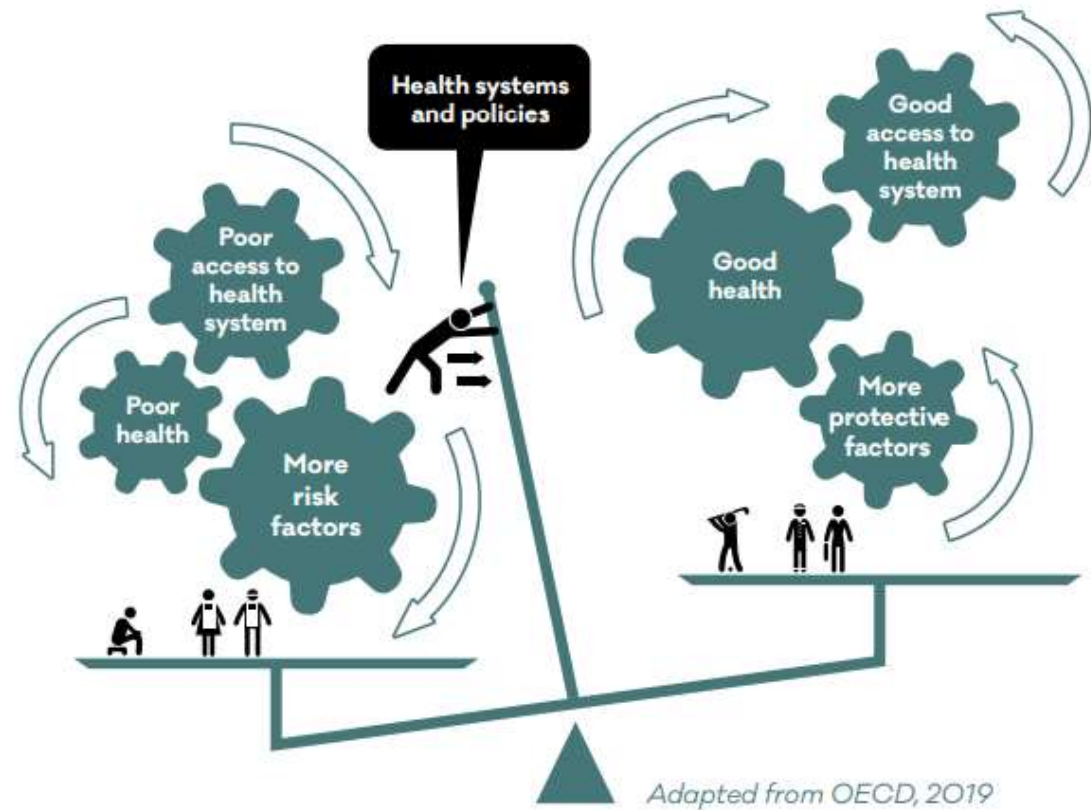 Health systems
and policies
Good
access to
health
system
Poor
access to
health
system
Good
health
Poor
health
More
protective
factors
More
risk
factors
Adapted from OECD, 2019